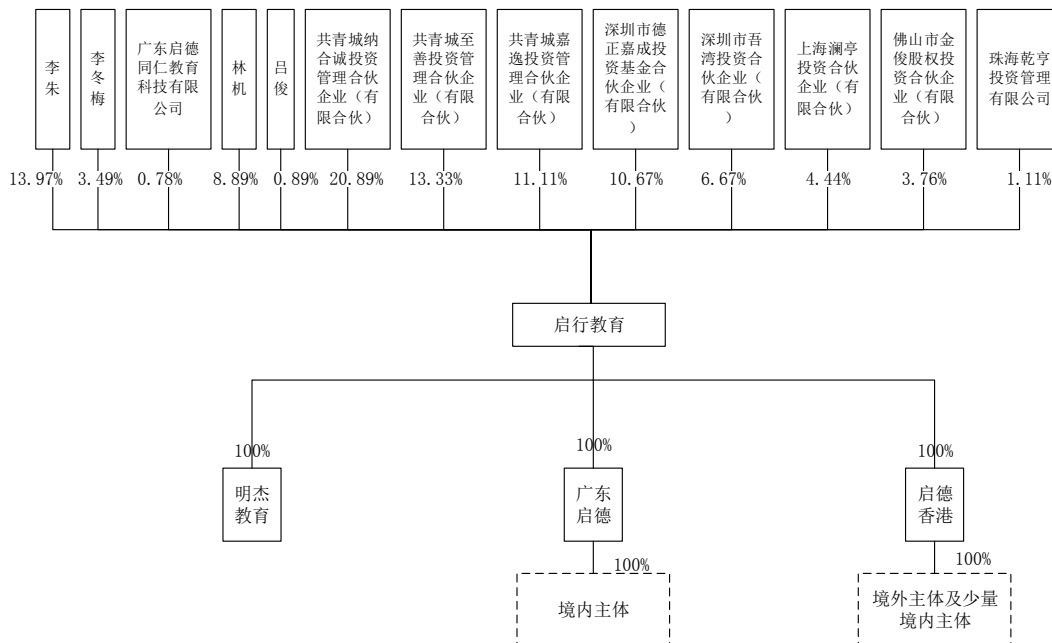 李
朱
李
冬
梅
广东启德
同仁教育
科技有限
公司
林
机
吕
俊
共青城纳
合诚投资
管理合伙
企业（有
限合伙）
共青城至
善投资管
理合伙企
业（有限
合伙）
共青城嘉
逸投资管
理合伙企
业（有限
合伙）
深圳市德
正嘉成投
资基金合
伙企业（
有限合伙
）
深圳市吾
湾投资合
伙企业（
有限合伙
）
上海澜亭
投资合伙
企业（有
限合伙）
佛山市金
俊股权投
资合伙企
业（有限
合伙）
珠海乾亨
投资管理
有限公司
13.97%
3.49%
0.78%
8.89%
0.89%
20.89%
13.33%
11.11%
10.67%
6.67%
4.44%
3.76%
1.11%
启行教育
100%
100%
100%
明杰
教育
广东
启德
启德
香港
100%
100%
境内主体
境外主体及少量
境内主体